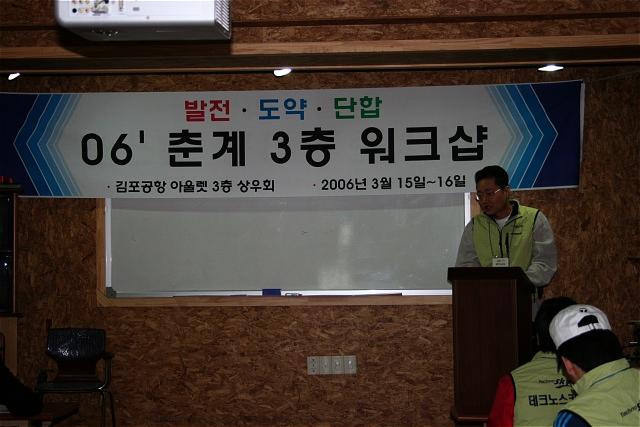 발전 · 도약 · 단합
06' 춘계 3층 워크샵
· 김포공항 아울렛 3층 상우회 · 2006년 3월 15일~16일